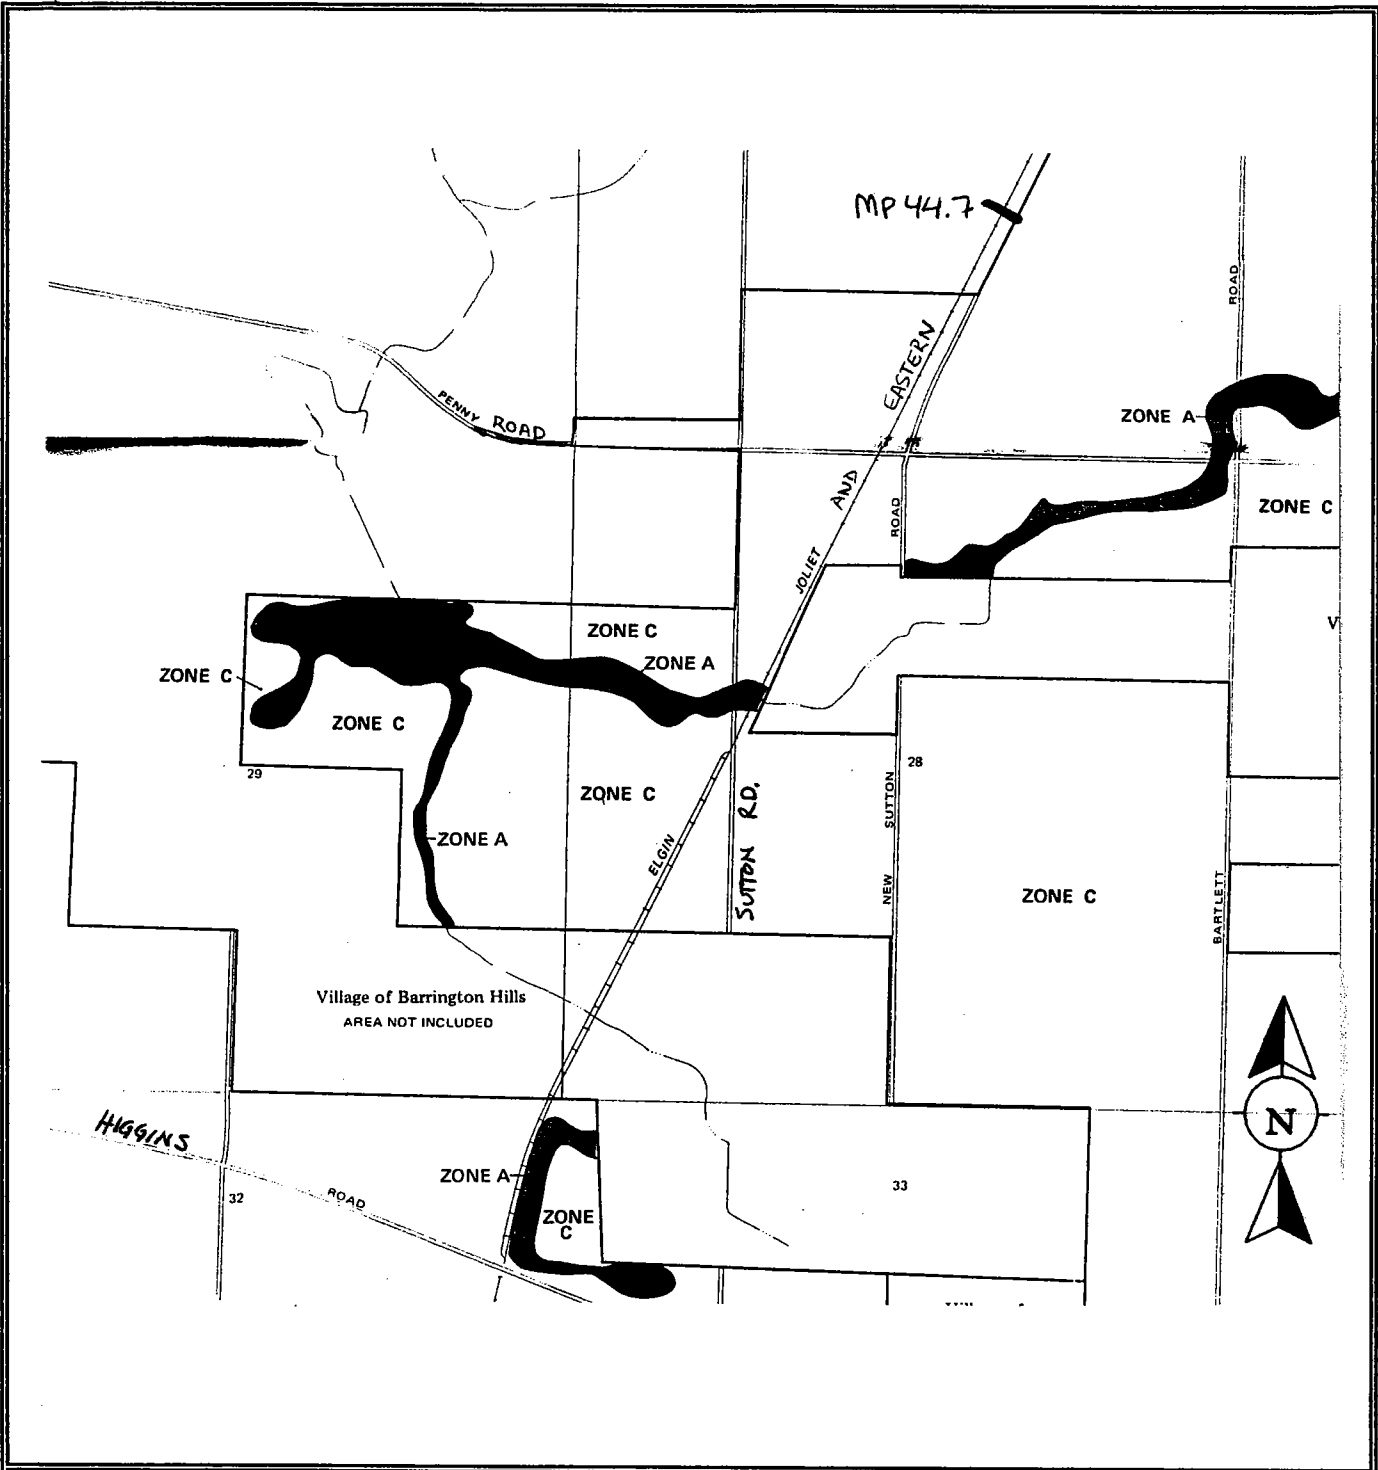 MP 44.7
ROAD
EASTERN
ZONE A
PENNY ROAD
AND
ZONE C
ROAD
JOLIET
ZONE C
V
ZONE A
ZONE C
ZONE C
29
28
ZONE C
SUTTON RD.
NEW SUTTON
ZONE A
ELGIN
ZONE C
BARTLETT
Village of Barrington Hills
AREA NOT INCLUDED
N
HIGGINS
ROAD
ZONE A
32
33
ZONE
C